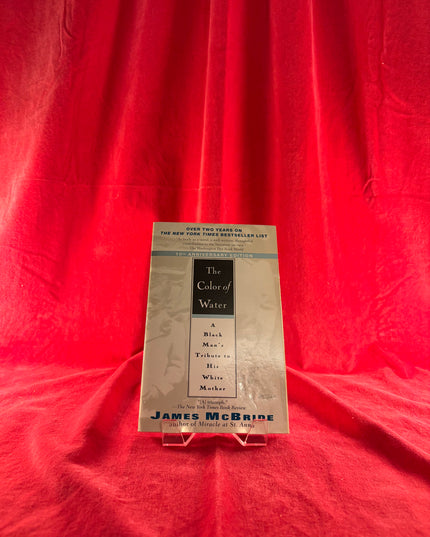 OVER TWO YEARS ON
THE NEW YORK TIMES BESTSELLER LIST
10TH ANNIVERSARY EDITION
The
Color of
Water
A
Black
Man's
Tribute to
His
White
Mother
"[A] triumph."
—The New York Times Book Review
JAMES MCBRIDE
author of Miracle at St. Anna